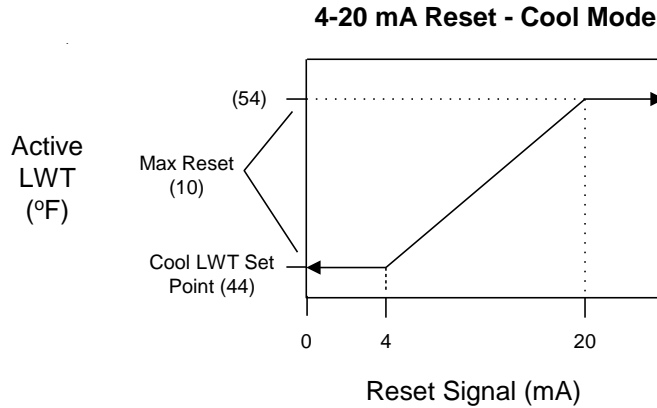 4-20 mA Reset - Cool Mode
(54)
Active
LWT
(ºF)
Max Reset
(10)
Cool LWT Set
Point (44)
0
4
20
Reset Signal (mA)